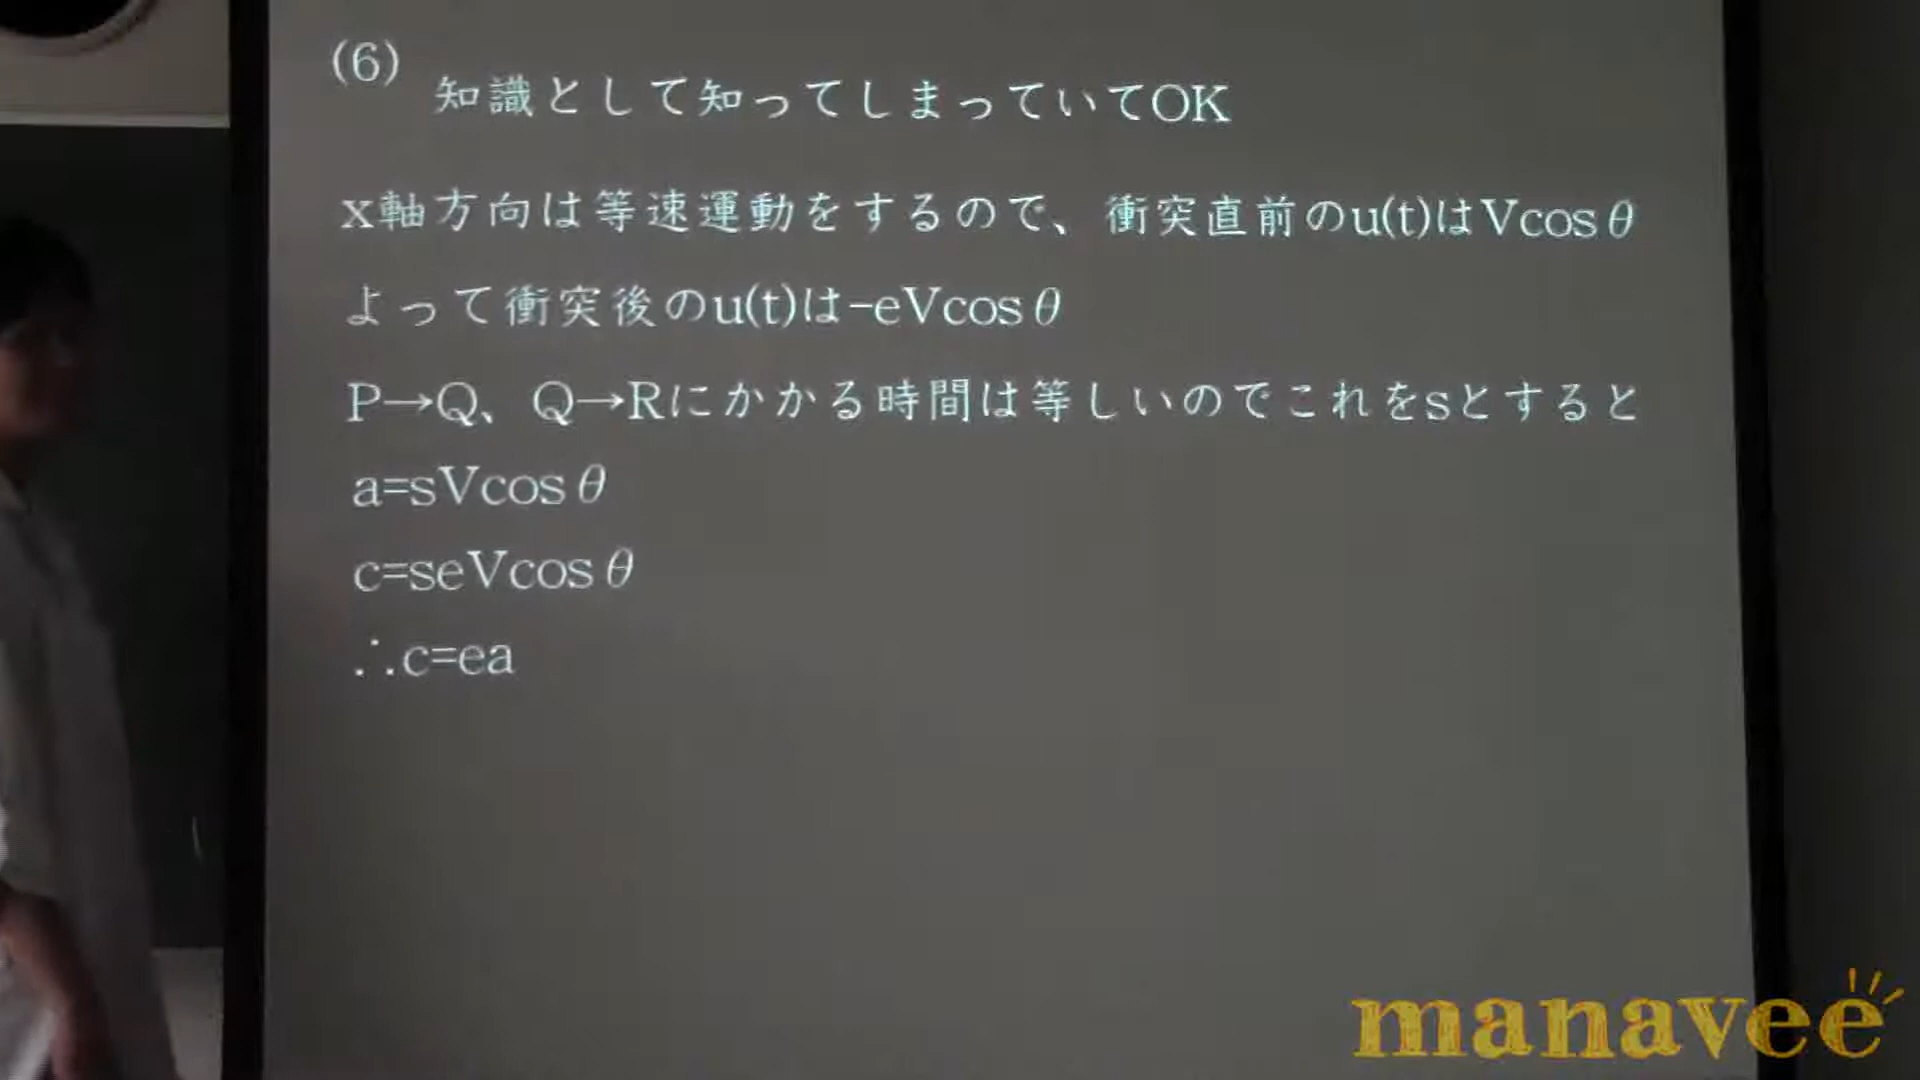 (6)
知識として知ってしまっていてOK
x軸方向は等速運動をするので、衝突直前のu(t)はVcosθ
よって衝突後のu(t)は-eVcosθ
P→Q、Q→Rにかかる時間は等しいのでこれをsとすると
a=sVcosθ
c=seVcosθ
∴c=ea
manavee